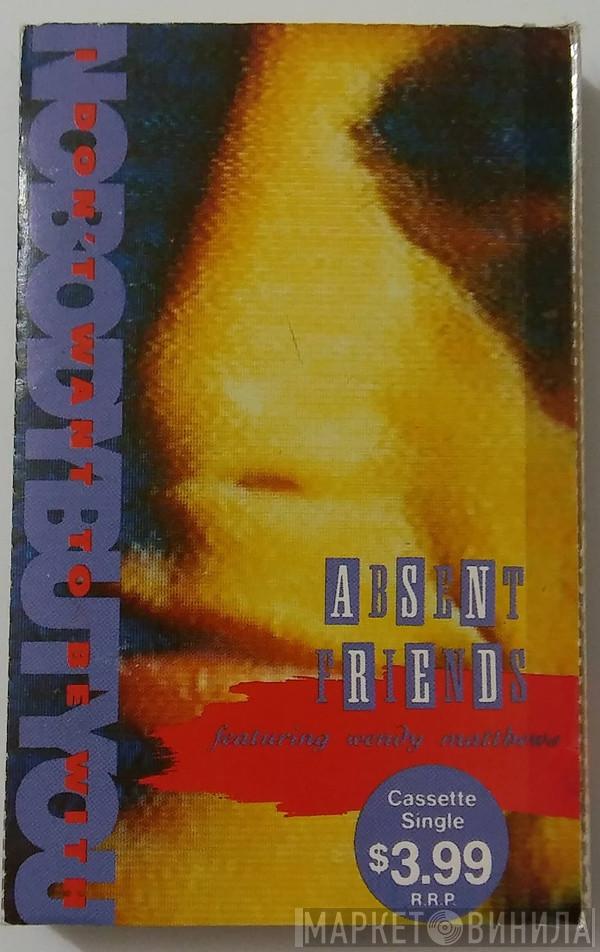 I DON'T WANT TO BE WITH
NOBODY BUT YOU
ABSENT
FRIENDS
featuring wendy matthews
Cassette
Single
$3.99
R.R.P.
МАРКЕТ ВИНИЛА